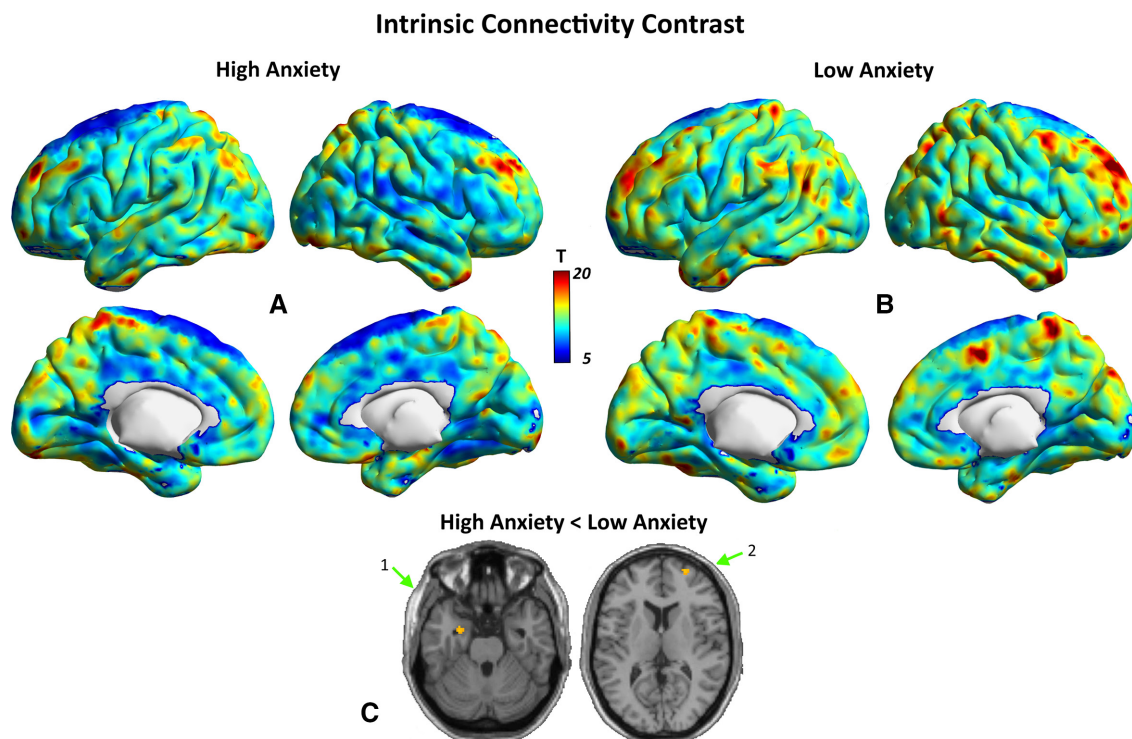 Intrinsic Connectivity Contrast
High Anxiety
Low Anxiety
T
20
5
A
B
High Anxiety < Low Anxiety
1
2
C